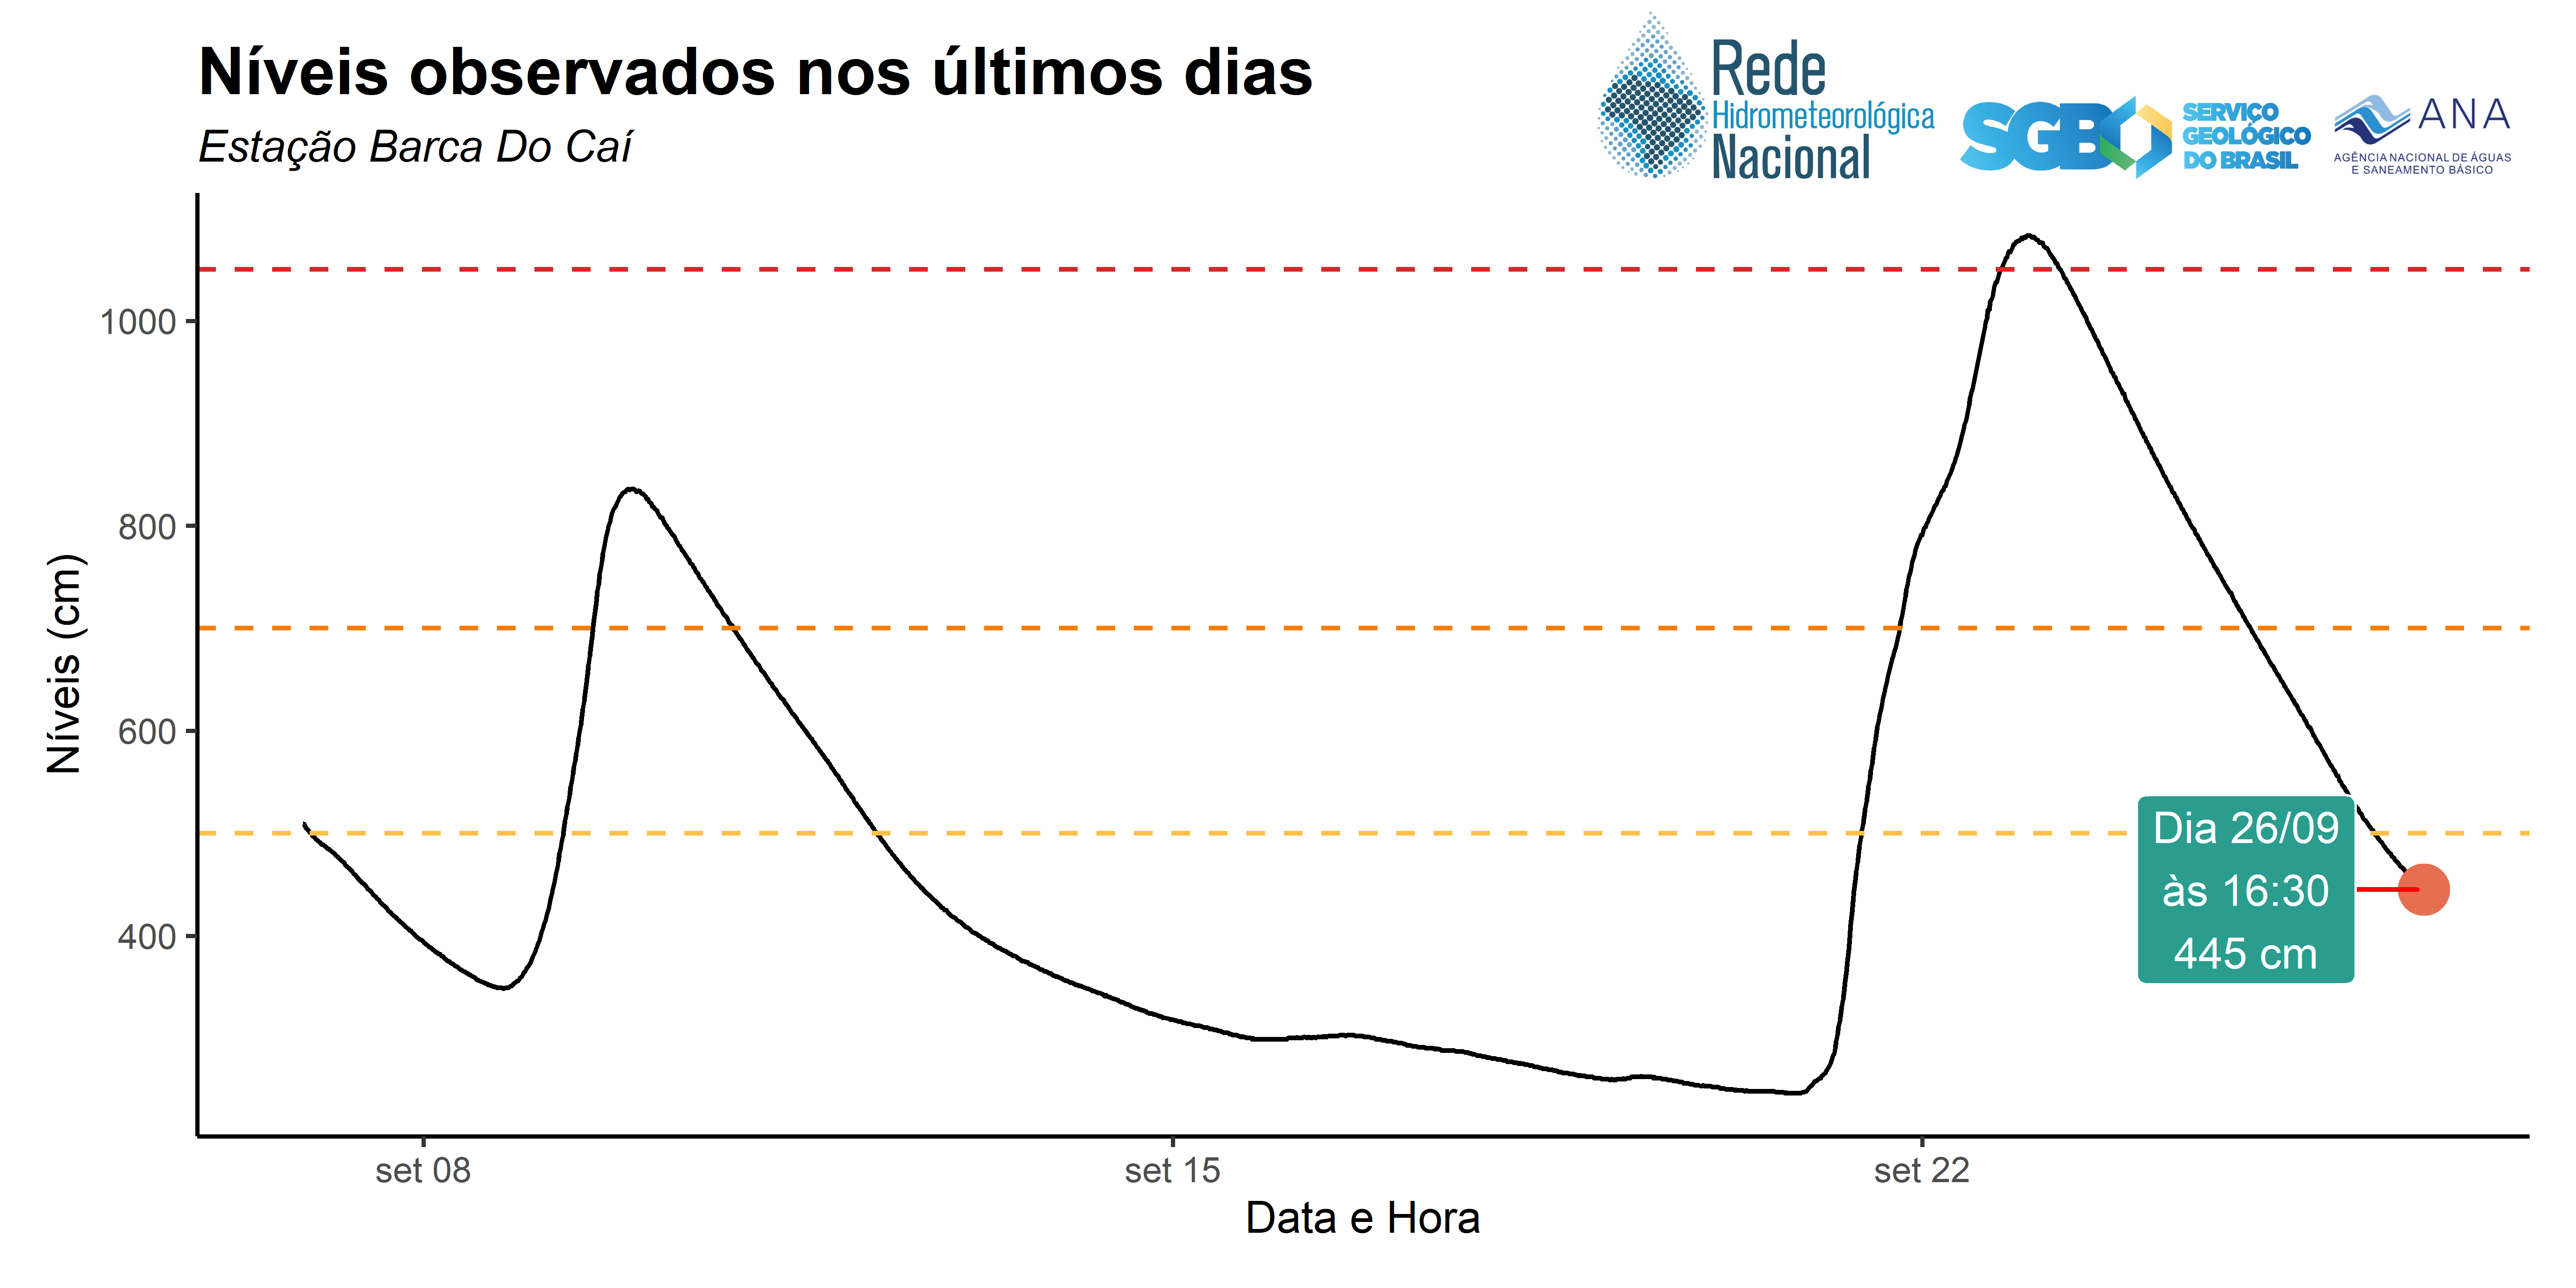 Níveis observados nos últimos dias
Estação Barca Do Caí
Rede
Hidrometeorológica
Nacional
SGB
SERVIÇO
GEOLÓGICO
DO BRASIL
ANA
AGÊNCIA NACIONAL DE ÁGUAS
E SANEAMENTO BÁSICO
Níveis (cm)
1000
800
600
400
Dia 26/09
às 16:30
445 cm
set 08
set 15
set 22
Data e Hora